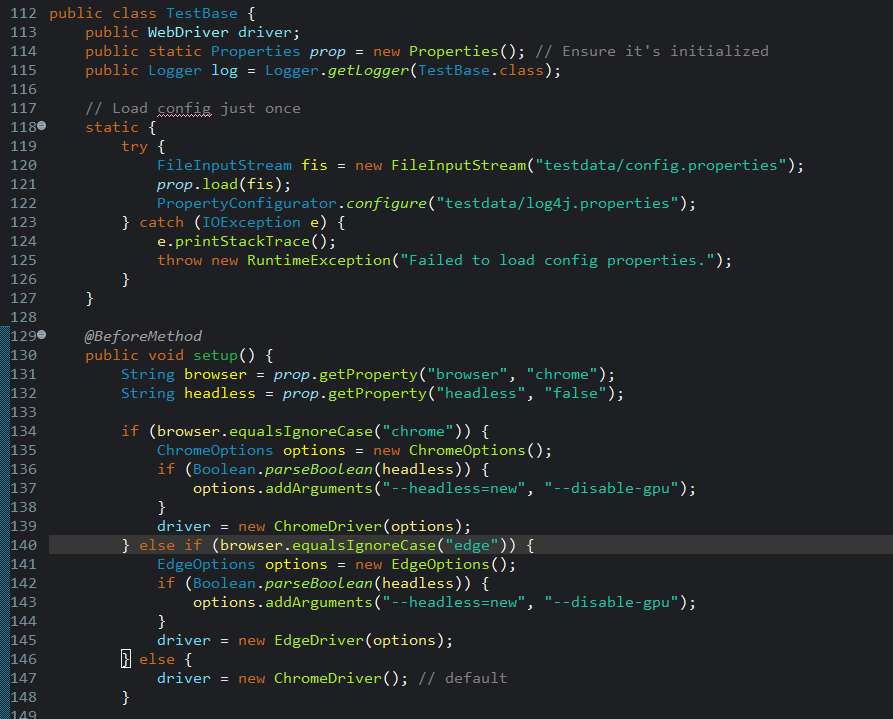 112 public class TestBase {
113     public WebDriver driver;
114     public static Properties prop = new Properties(); // Ensure it's initialized
115     public Logger log = Logger.getLogger(TestBase.class);
116
117     // Load config just once
118     static {
119         try {
120             FileInputStream fis = new FileInputStream("testdata/config.properties");
121             prop.load(fis);
122             PropertyConfigurator.configure("testdata/log4j.properties");
123         } catch (IOException e) {
124             e.printStackTrace();
125             throw new RuntimeException("Failed to load config properties.");
126         }
127     }
128
129     @BeforeMethod
130     public void setup() {
131         String browser = prop.getProperty("browser", "chrome");
132         String headless = prop.getProperty("headless", "false");
133
134         if (browser.equalsIgnoreCase("chrome")) {
135             ChromeOptions options = new ChromeOptions();
136             if (Boolean.parseBoolean(headless)) {
137                 options.addArguments("--headless=new", "--disable-gpu");
138             }
139             driver = new ChromeDriver(options);
140         } else if (browser.equalsIgnoreCase("edge")) {
141             EdgeOptions options = new EdgeOptions();
142             if (Boolean.parseBoolean(headless)) {
143                 options.addArguments("--headless=new", "--disable-gpu");
144             }
145             driver = new EdgeDriver(options);
146         } else {
147             driver = new ChromeDriver(); // default
148         }
149